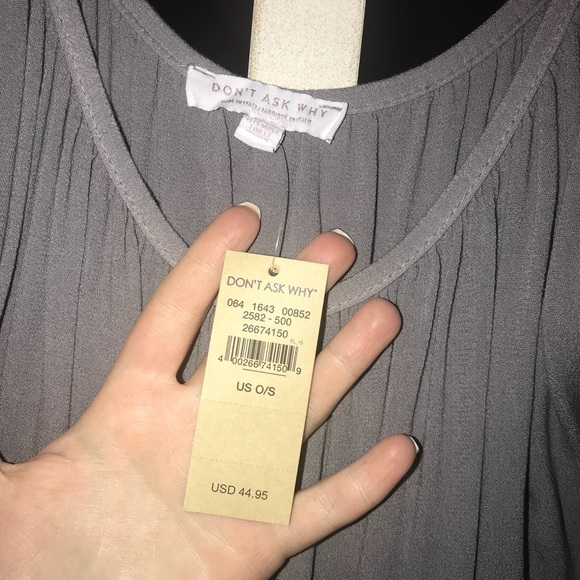 DON'T ASK WHY
DON'T ASK WHY®
064 1643 00852
2582 - 500
26674150
PL_15
4 00266 74150 9
US O/S
USD 44.95